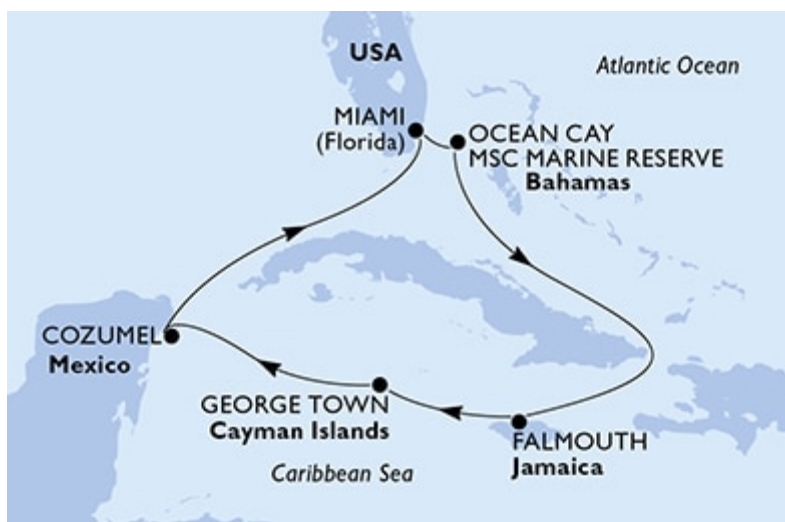 USA
Atlantic Ocean
MIAMI
(Florida)
OCEAN CAY
MSC MARINE RESERVE
Bahamas
COZUMEL
Mexico
GEORGE TOWN
Cayman Islands
FALMOUTH
Jamaica
Caribbean Sea